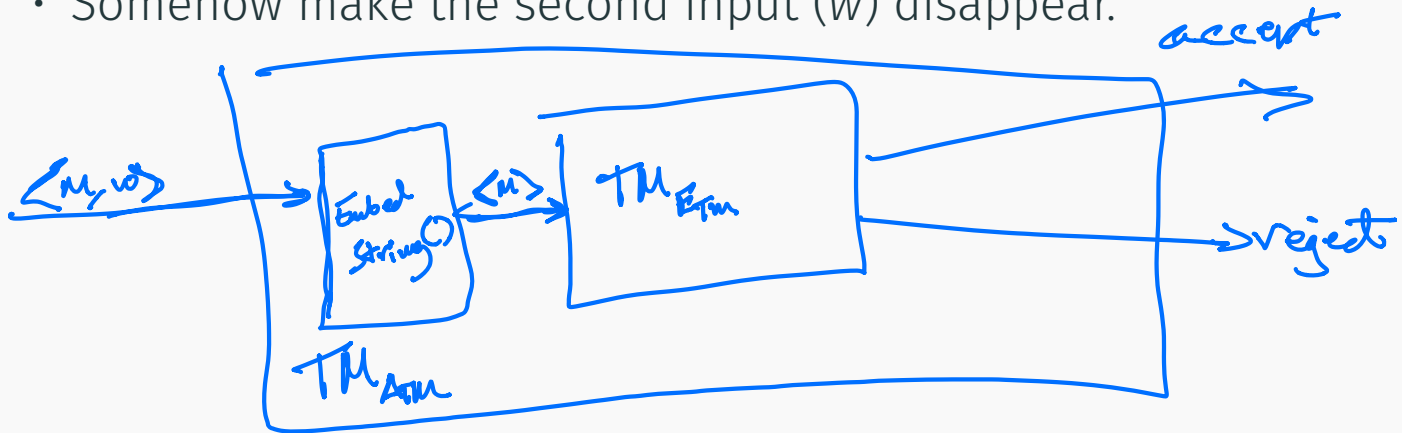 • Somehow make the second input (w) disappear.
accept
<M, w>
Embed
String()
<M>
TM_ETM
reject
TM_ATM